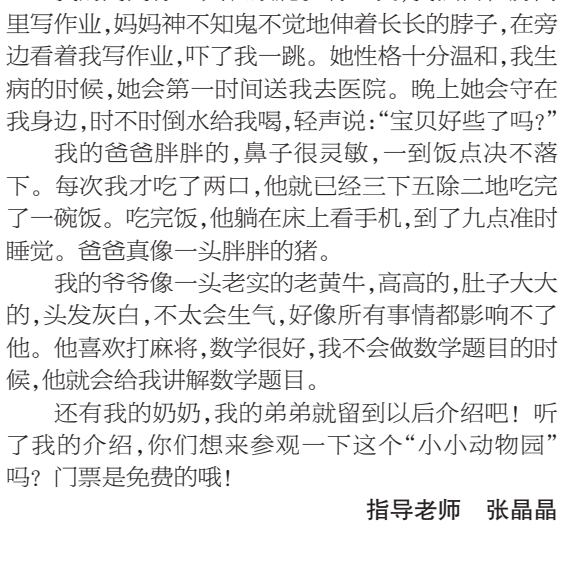 里写作业,妈妈神不知鬼不觉地伸着长长的脖子,在旁
边看着我写作业,吓了我一跳。她性格十分温和,我生
病的时候,她会第一时间送我去医院。晚上她会守在
我身边,时不时倒水给我喝,轻声说:“宝贝好些了吗?”
我的爸爸胖胖的,鼻子很灵敏,一到饭点决不落
下。每次我才吃了两口,他就已经三下五除二地吃完
了一碗饭。吃完饭,他躺在床上看手机,到了九点准时
睡觉。爸爸真像一头胖胖的猪。
我的爷爷像一头老实的老黄牛,高高的,肚子大大
的,头发灰白,不太会生气,好像所有事情都影响不了
他。他喜欢打麻将,数学很好,我不会做数学题目的时
候,他就会给我讲解数学题目。
还有我的奶奶,我的弟弟就留到以后介绍吧！听
了我的介绍,你们想来参观一下这个“小小动物园”
吗？门票是免费的哦!
指导老师　张晶晶